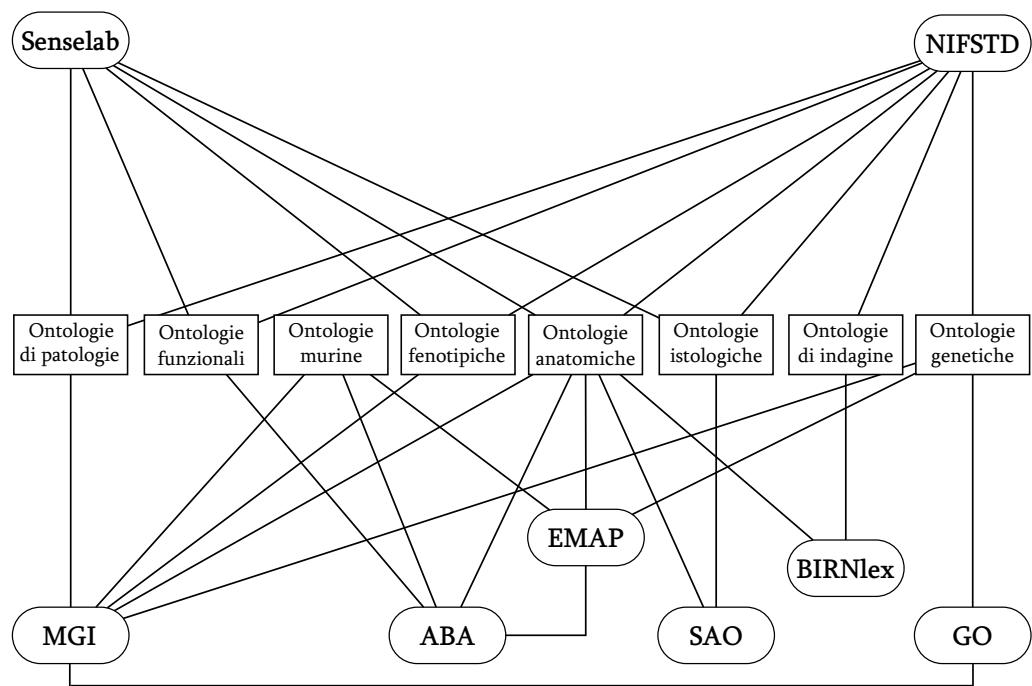 Senselab
NIFSTD
Ontologie
di patologie
Ontologie
funzionali
Ontologie
murine
Ontologie
fenotipiche
Ontologie
anatomiche
Ontologie
istologiche
Ontologie
di indagine
Ontologie
genetiche
EMAP
BIRNlex
MGI
ABA
SAO
GO